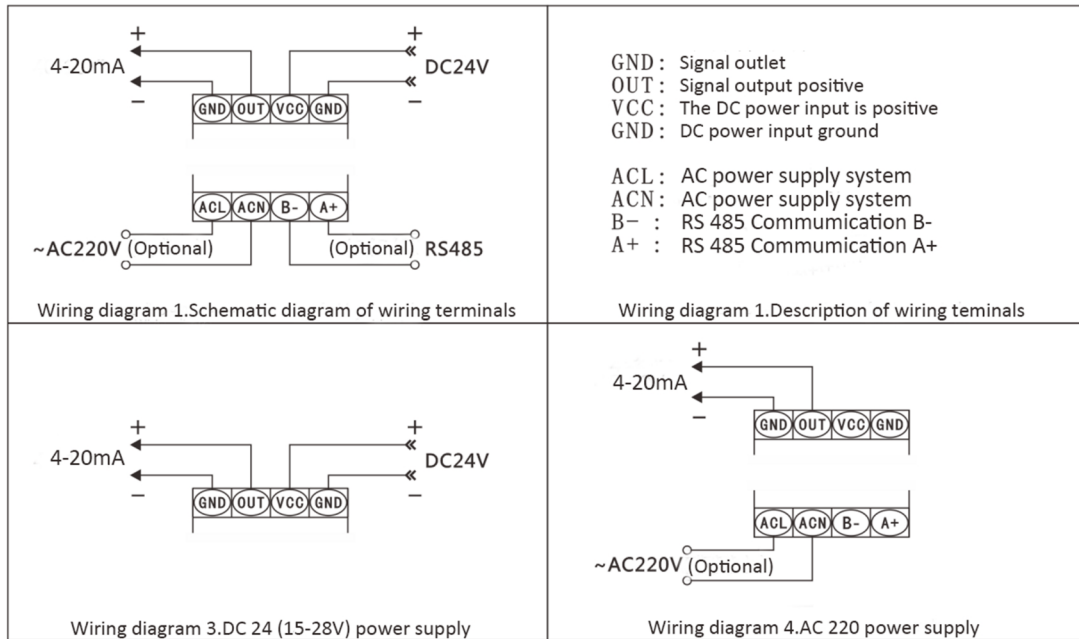 +
+
4-20mA
DC24V
−
−
GND OUT VCC GND
ACL ACN B- A+
~AC220V (Optional)
(Optional) RS485
Wiring diagram 1.Schematic diagram of wiring terminals
GND: Signal outlet
OUT: Signal output positive
VCC: The DC power input is positive
GND: DC power input ground
ACL: AC power supply system
ACN: AC power supply system
B- : RS 485 Commumication B-
A+ : RS 485 Commumication A+
Wiring diagram 1.Description of wiring teminals
+
+
4-20mA
DC24V
−
−
GND OUT VCC GND
Wiring diagram 3.DC 24 (15-28V) power supply
+
4-20mA
−
GND OUT VCC GND
ACL ACN B- A+
~AC220V (Optional)
Wiring diagram 4.AC 220 power supply